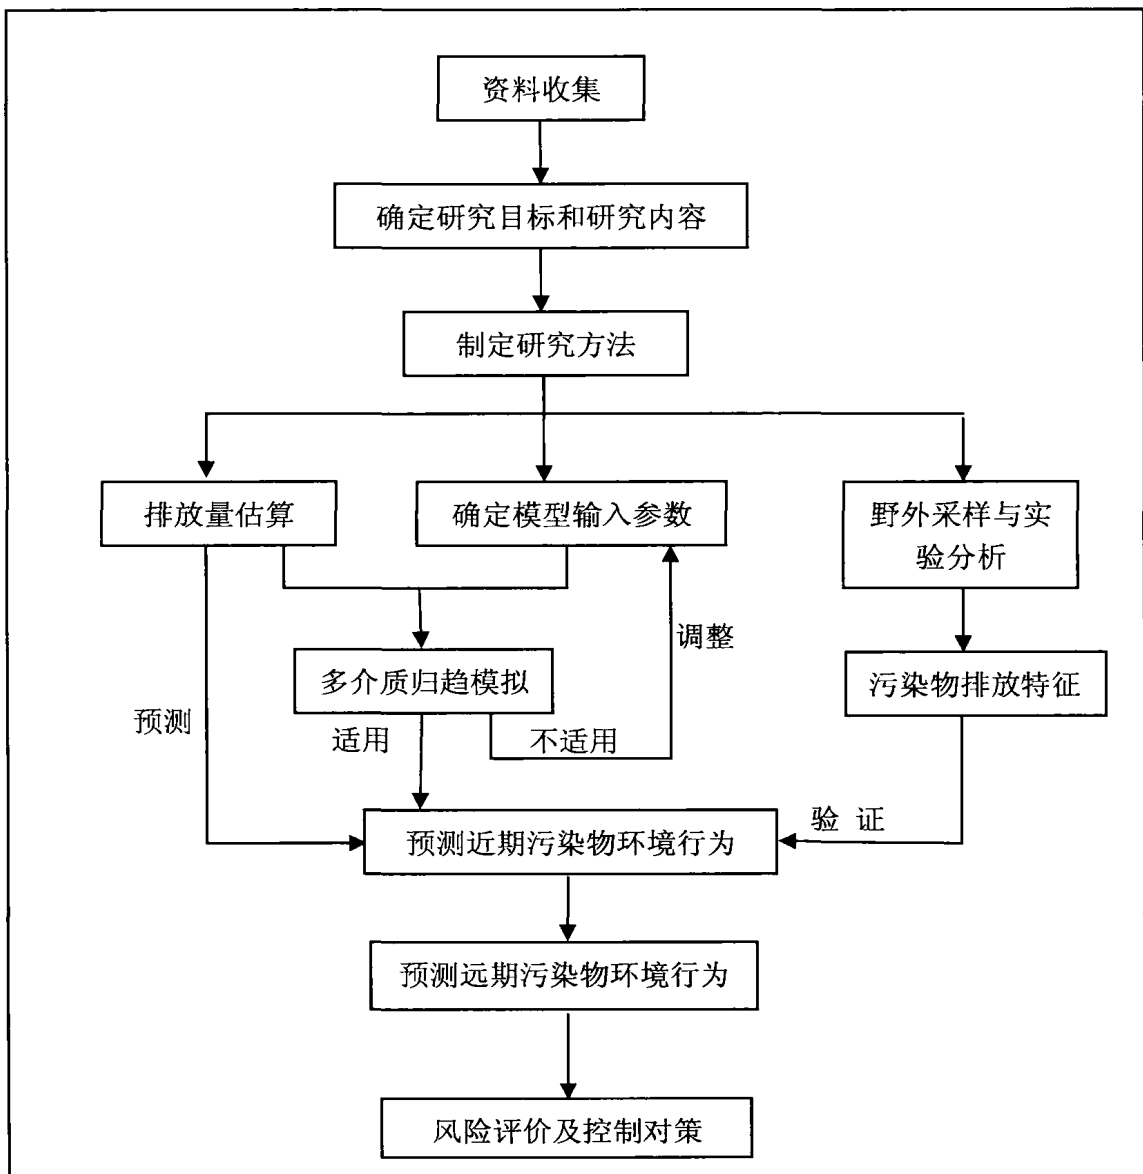 资料收集
确定研究目标和研究内容
制定研究方法
排放量估算
确定模型输入参数
野外采样与实
验分析
调整
多介质归趋模拟
污染物排放特征
预测
适用
不适用
验 证
预测近期污染物环境行为
预测远期污染物环境行为
风险评价及控制对策